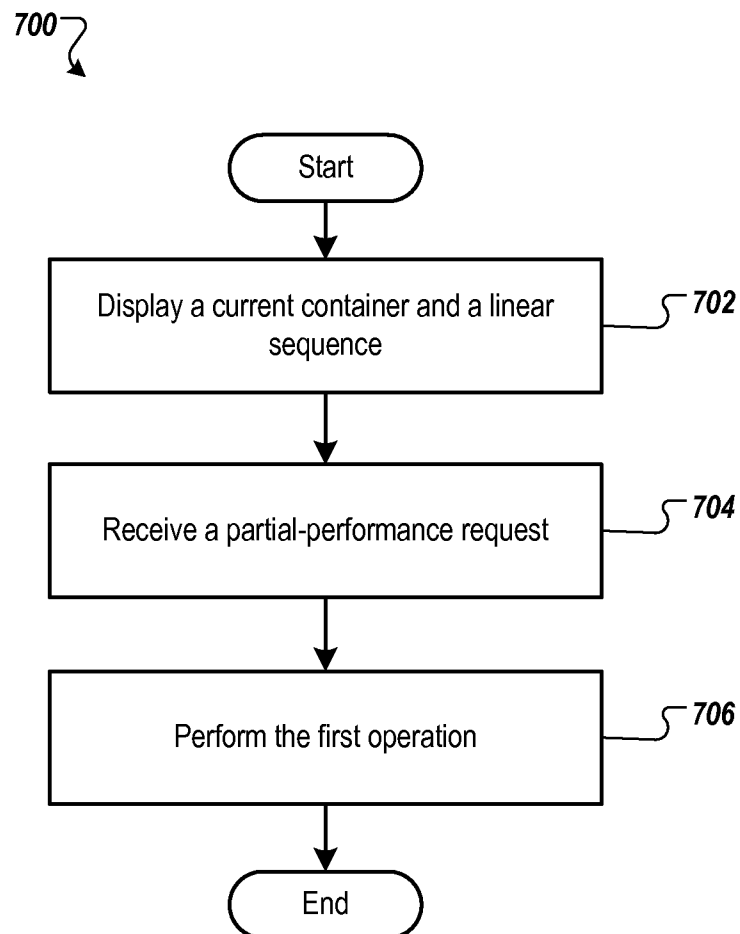 700
Start
Display a current container and a linear
sequence
702
Receive a partial-performance request
704
Perform the first operation
706
End